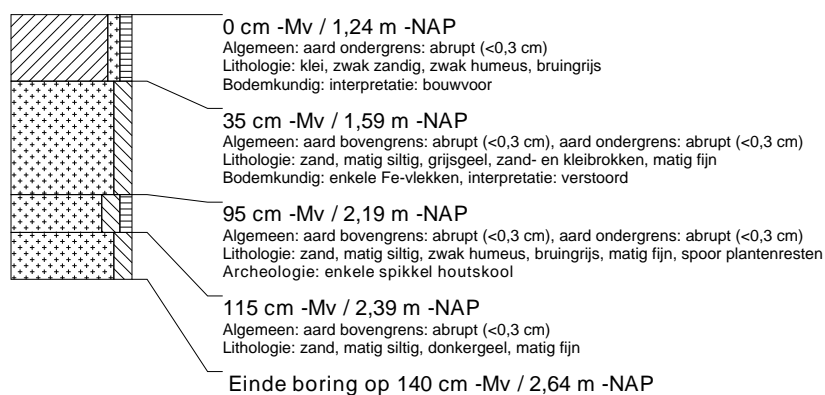 0 cm -Mv / 1,24 m -NAP
Algemeen: aard ondergrens: abrupt (<0,3 cm)
Lithologie: klei, zwak zandig, zwak humeus, bruingrijs
Bodemkundig: interpretatie: bouwvoor
35 cm -Mv / 1,59 m -NAP
Algemeen: aard bovengrens: abrupt (<0,3 cm), aard ondergrens: abrupt (<0,3 cm)
Lithologie: zand, matig siltig, grijsgeel, zand- en kleibrokken, matig fijn
Bodemkundig: enkele Fe-vlekken, interpretatie: verstoord
95 cm -Mv / 2,19 m -NAP
Algemeen: aard bovengrens: abrupt (<0,3 cm), aard ondergrens: abrupt (<0,3 cm)
Lithologie: zand, matig siltig, zwak humeus, bruingrijs, matig fijn, spoor plantenresten
Archeologie: enkele spikkel houtskool
115 cm -Mv / 2,39 m -NAP
Algemeen: aard bovengrens: abrupt (<0,3 cm)
Lithologie: zand, matig siltig, donkergeel, matig fijn
Einde boring op 140 cm -Mv / 2,64 m -NAP